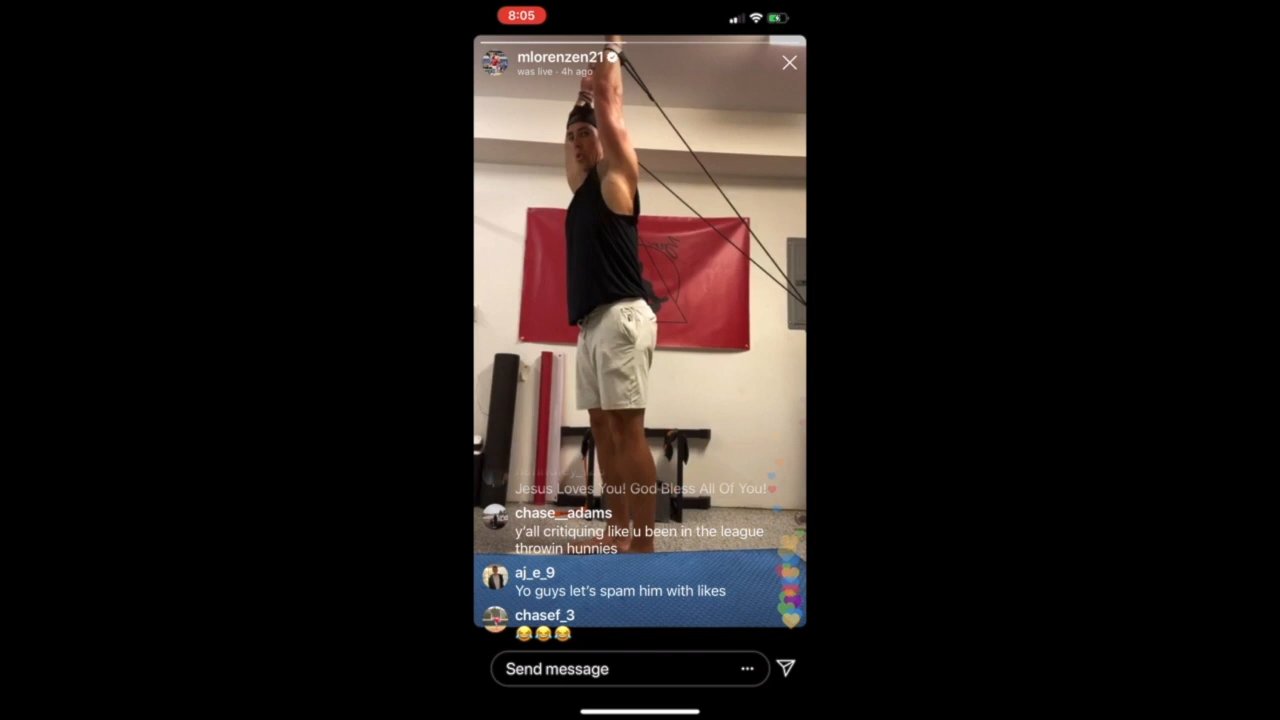 8:05
mlorenzen21
was live · 4h ago
Jesus Loves You! God Bless All Of You!
chase__adams
y'all critiquing like u been in the league
throwin hunnies
aj_e_9
Yo guys let's spam him with likes
chasef_3
😂😂😂
Send message